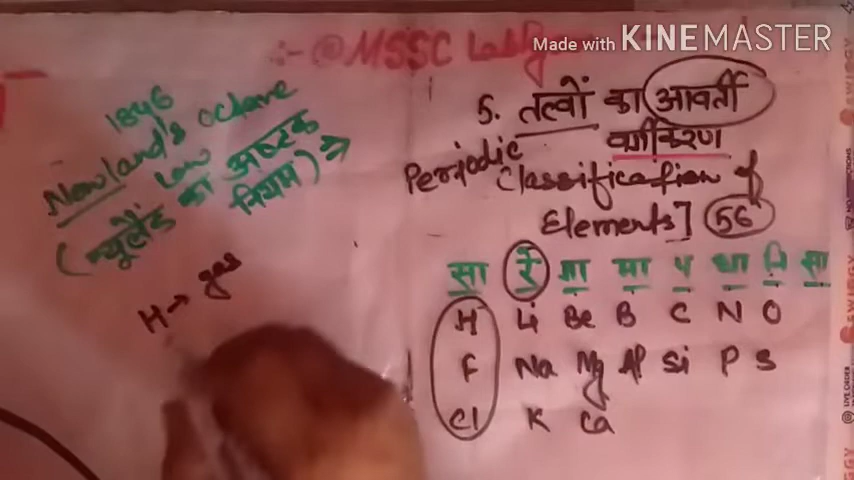 Made with KINEMASTER
:- @MSSC
1846
Newland's octave
Law
(न्यूलैंड का अष्टक
नियम) ⇒
H → gas
5. तत्वों का आवर्ती
वर्गीकरण
Periodic
Classification of
Elements] 56
सा रे गा मा प धा नि सा
H Li Be B C N O
F Na Mg Al Si P S
Cl K Ca